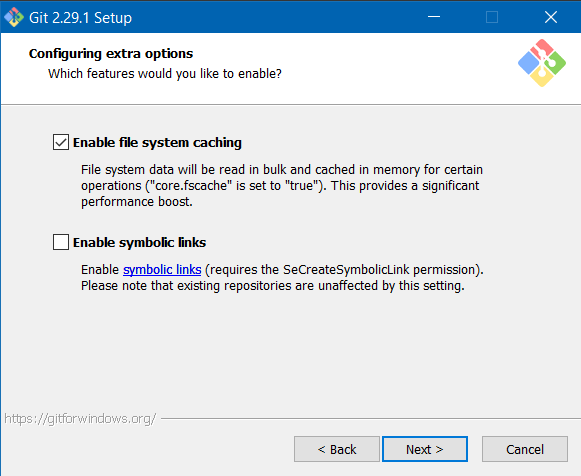 Git 2.29.1 Setup
Configuring extra options
Which features would you like to enable?
Enable file system caching
File system data will be read in bulk and cached in memory for certain
operations ("core.fscache" is set to "true"). This provides a significant
performance boost.
Enable symbolic links
Enable symbolic links (requires the SeCreateSymbolicLink permission).
Please note that existing repositories are unaffected by this setting.
https://gitforwindows.org/
< Back
Next >
Cancel